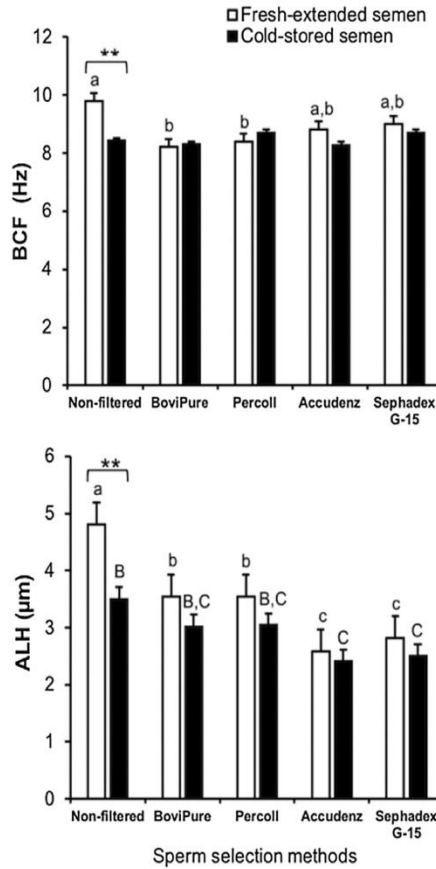 Fresh-extended semen
Cold-stored semen
BCF (Hz)
12
10
8
6
4
2
0
a
**
b
b
a,b
a,b
Non-filtered BoviPure Percoll Accudenz Sephadex
G-15
ALH (μm)
6
5
4
3
2
1
0
**
a
B
b
B,C
b
B,C
c
C
c
C
Non-filtered BoviPure Percoll Accudenz Sephadex
G-15
Sperm selection methods